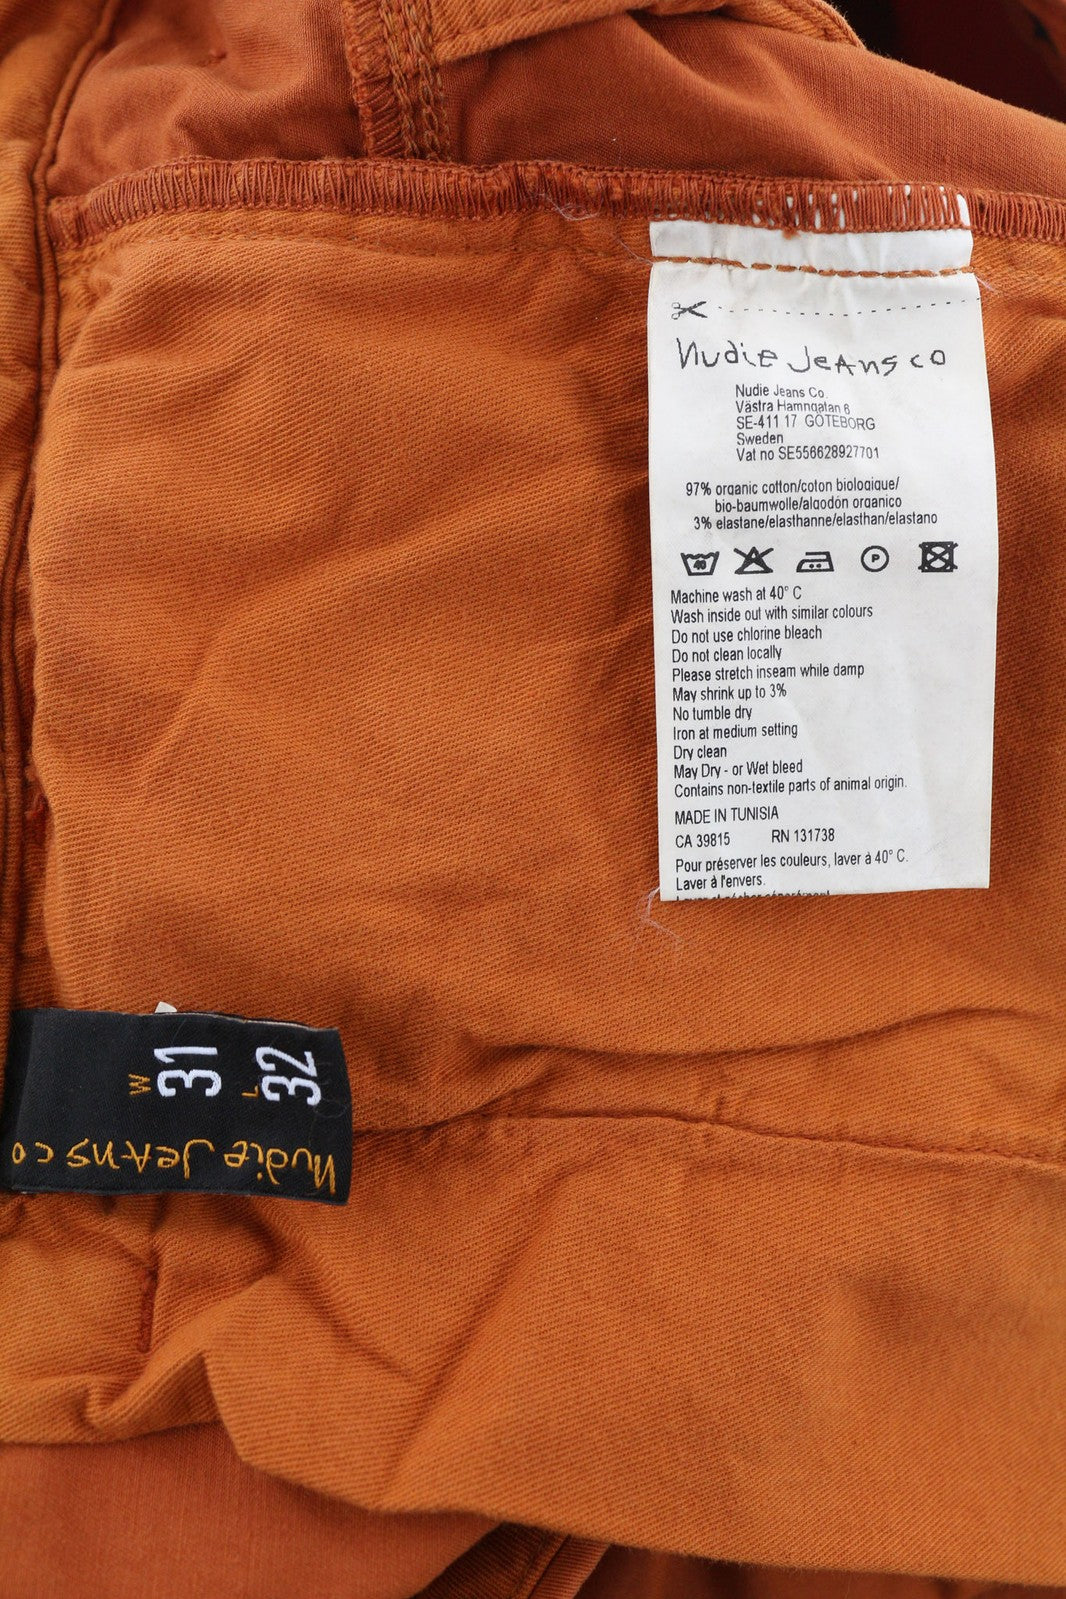 Nudie Jeans co
Nudie Jeans Co.
Västra Hamngatan 6
SE-411 17 GÖTEBORG
Sweden
Vat no SE556628927701
97% organic cotton/coton biologique/
bio-baumwolle/algodón organico
3% elastane/elasthanne/elasthan/elastano
40
P
Machine wash at 40° C
Wash inside out with similar colours
Do not use chlorine bleach
Do not clean locally
Please stretch inseam while damp
May shrink up to 3%
No tumble dry
Iron at medium setting
Dry clean
May Dry - or Wet bleed
Contains non-textile parts of animal origin.
MADE IN TUNISIA
CA 39815 RN 131738
Pour préserver les couleurs, laver à 40° C.
Laver à l'envers.
W 31
L 32
Nudie Jeans co